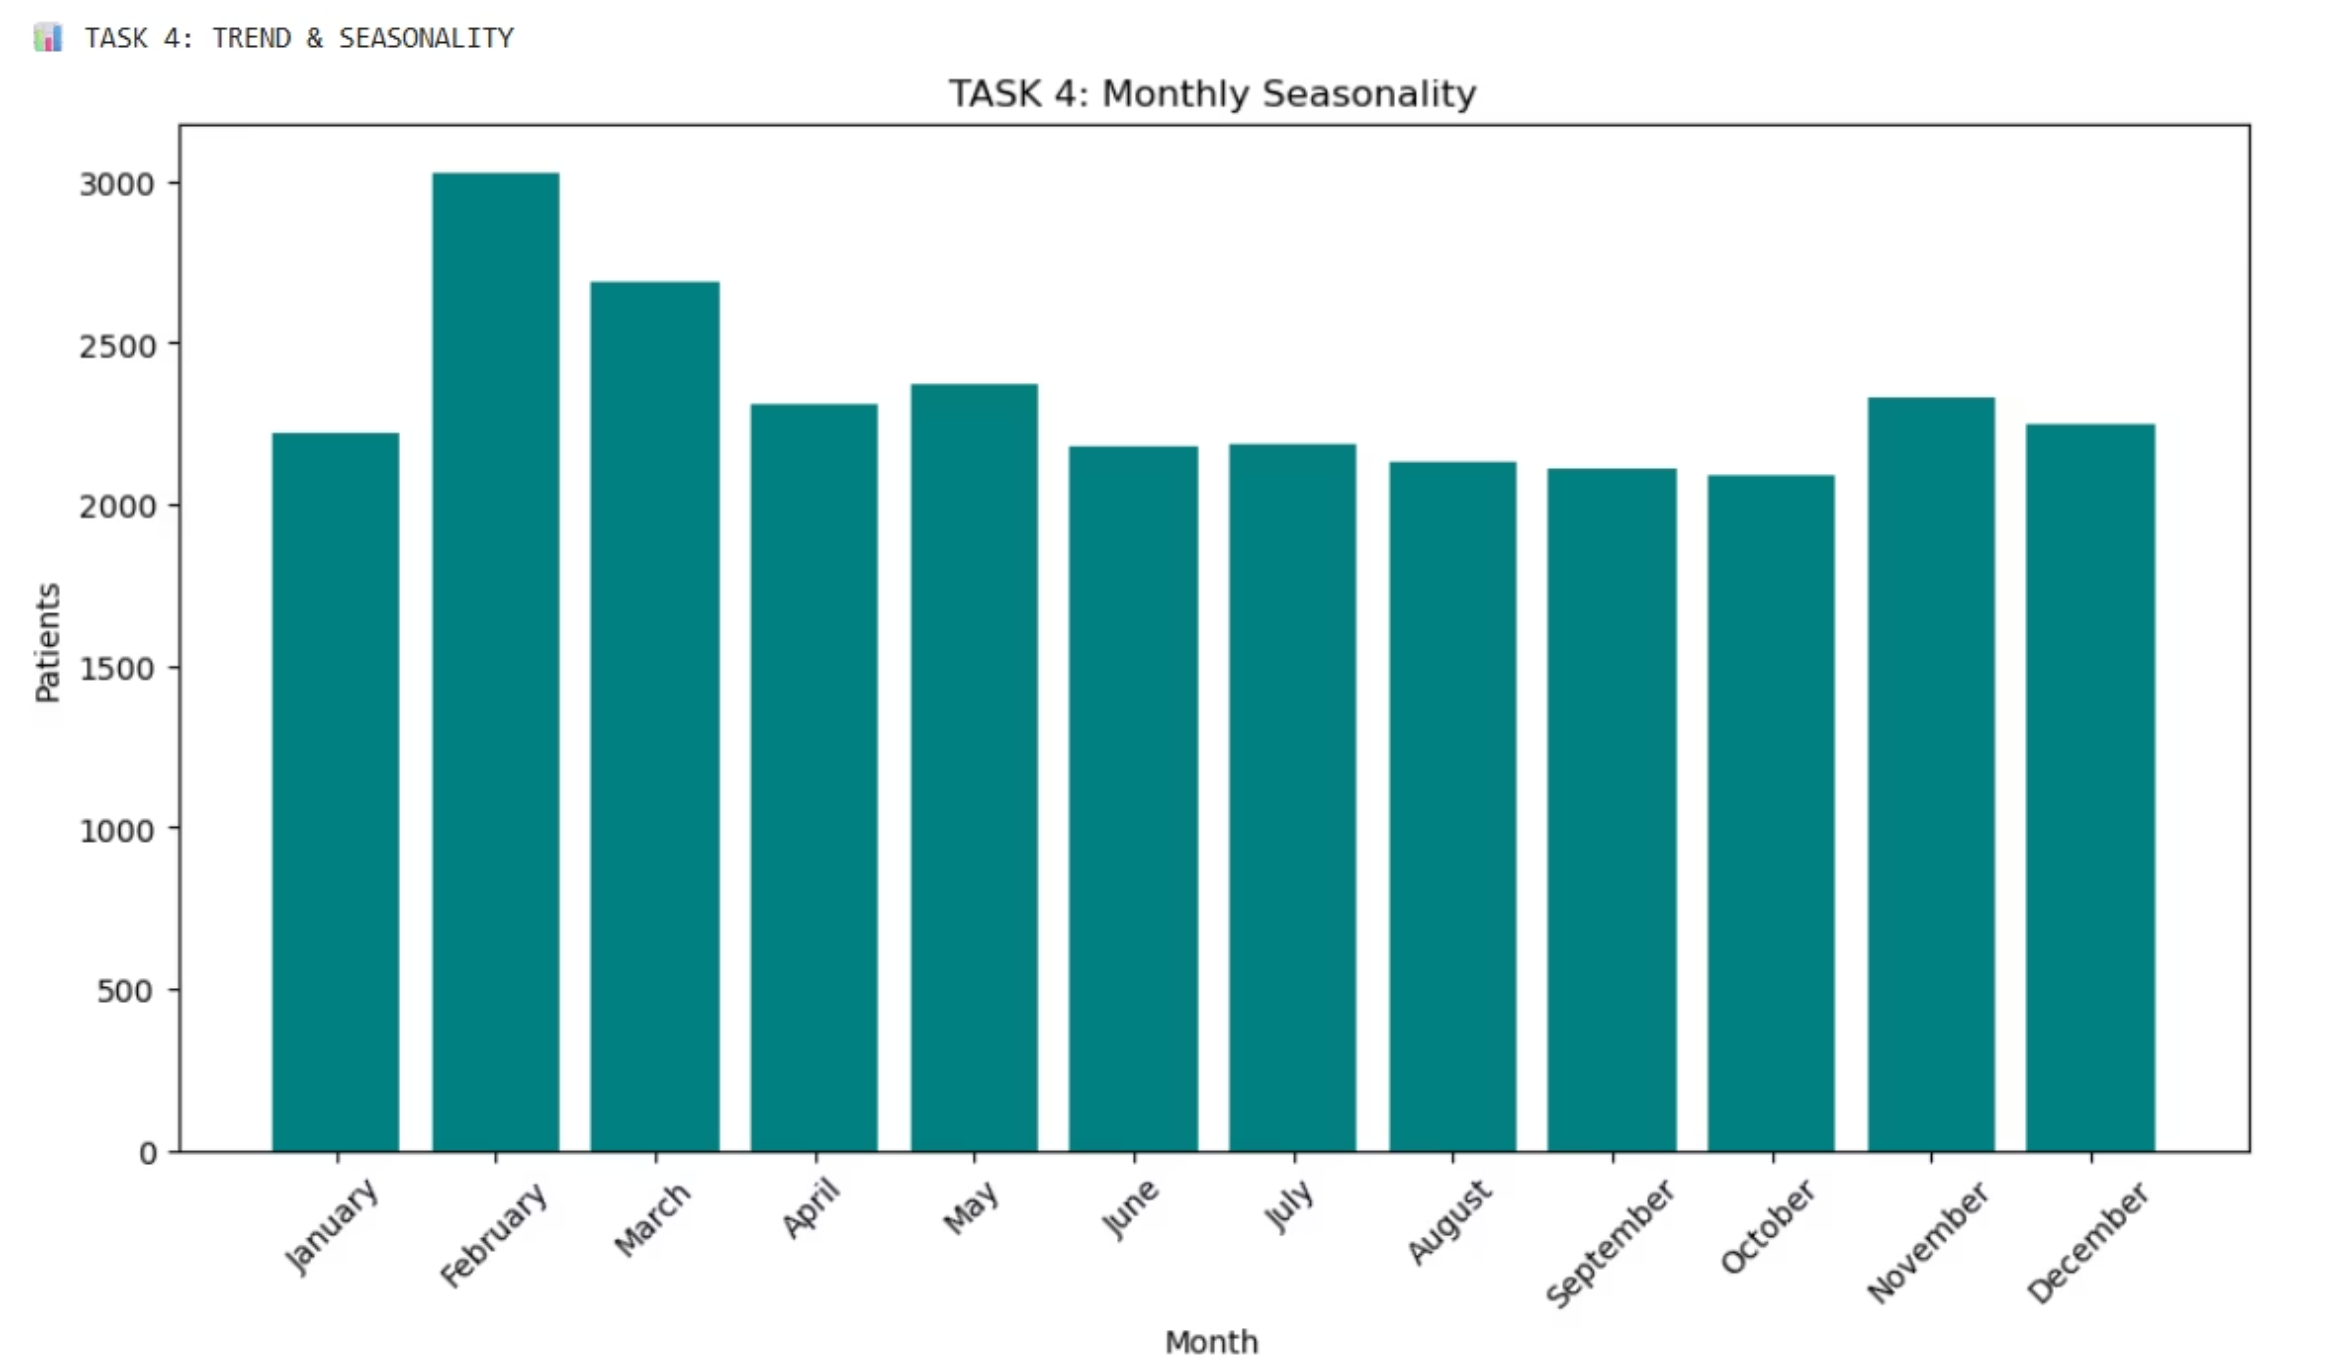 📊 TASK 4: TREND & SEASONALITY
TASK 4: Monthly Seasonality
3000
2500
2000
1500
1000
500
0
Patients
January
February
March
April
May
June
July
August
September
October
November
December
Month